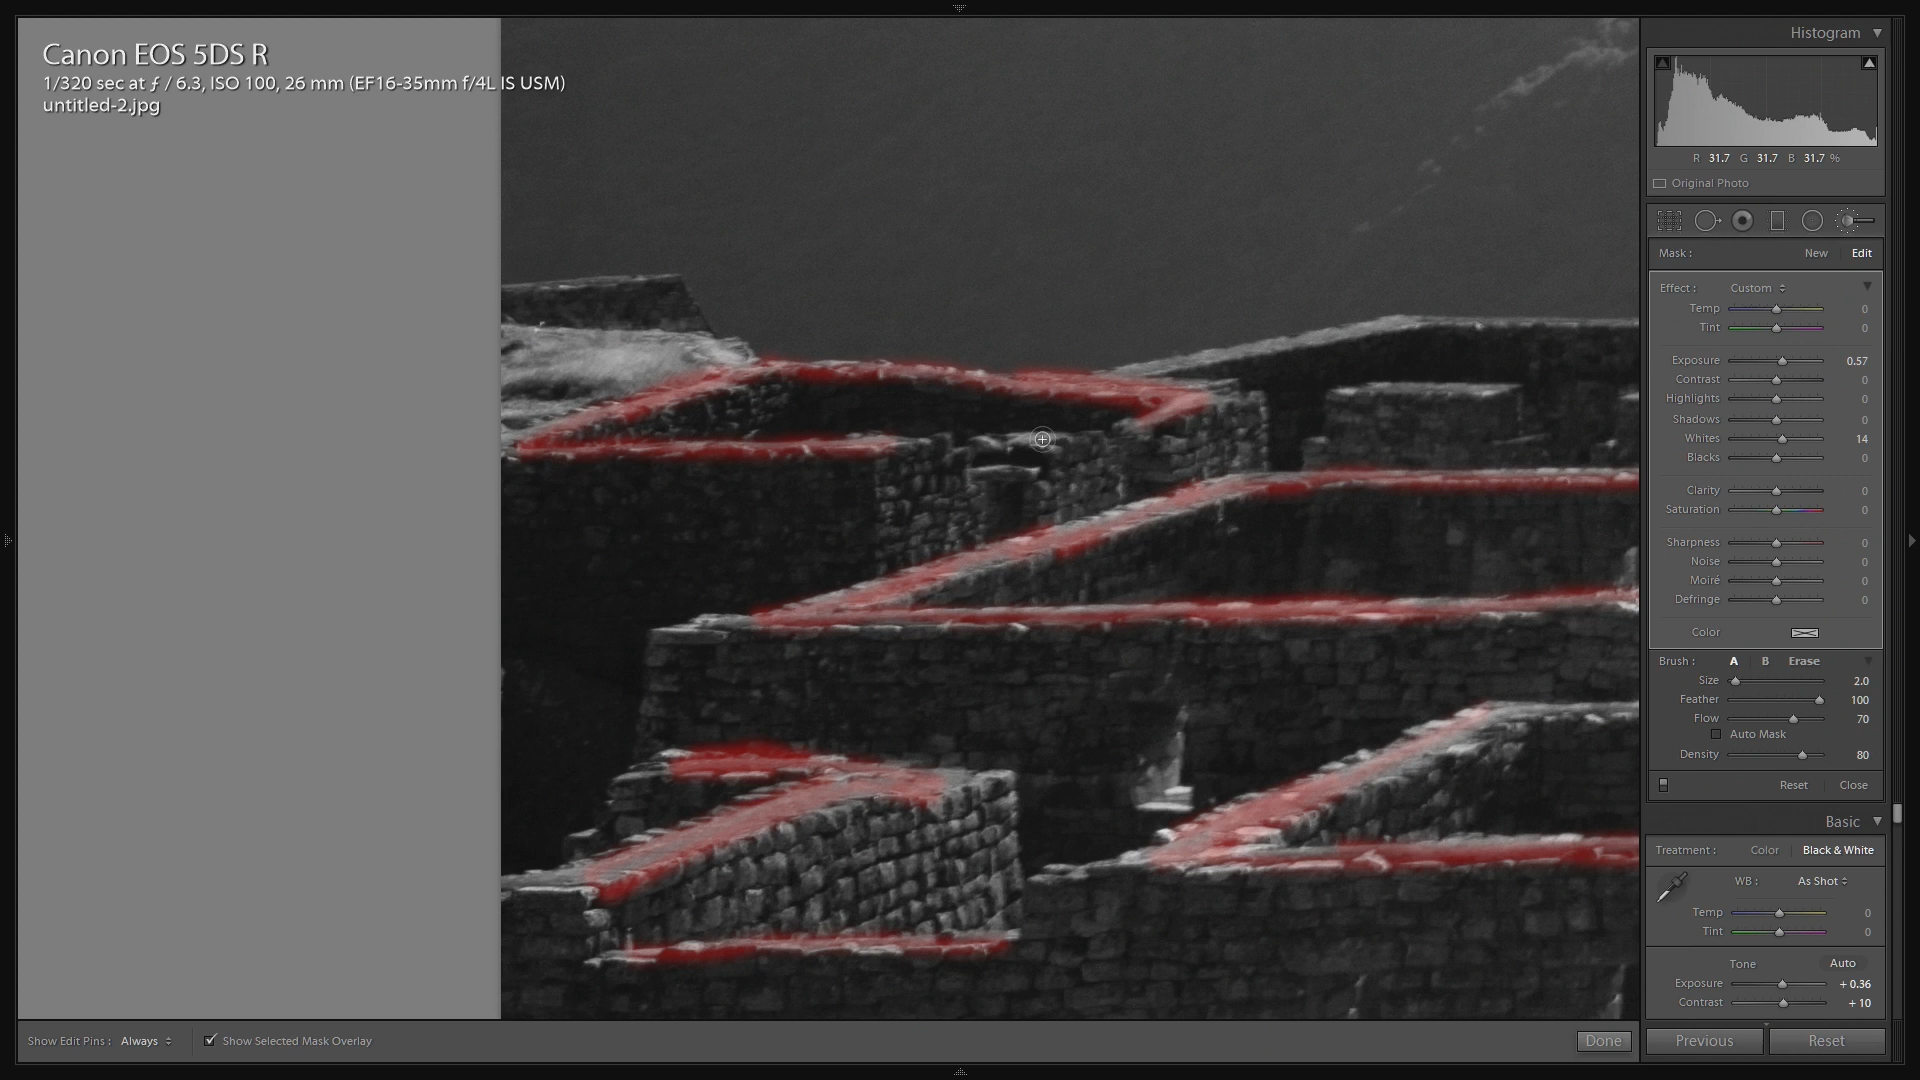 Canon EOS 5DS R
1/320 sec at ƒ / 6.3, ISO 100, 26 mm (EF16-35mm f/4L IS USM)
untitled-2.jpg
Histogram
R 31.7 G 31.7 B 31.7 %
Original Photo
Mask : New Edit
Effect : Custom
Temp 0
Tint 0
Exposure 0.57
Contrast 0
Highlights 0
Shadows 0
Whites 14
Blacks 0
Clarity 0
Saturation 0
Sharpness 0
Noise 0
Moiré 0
Defringe 0
Color
Brush : A B Erase
Size 2.0
Feather 100
Flow 70
Auto Mask
Density 80
Reset Close
Basic
Treatment : Color Black & White
WB : As Shot
Temp 0
Tint 0
Tone Auto
Exposure + 0.36
Contrast + 10
Show Edit Pins : Always Show Selected Mask Overlay Done
Previous Reset